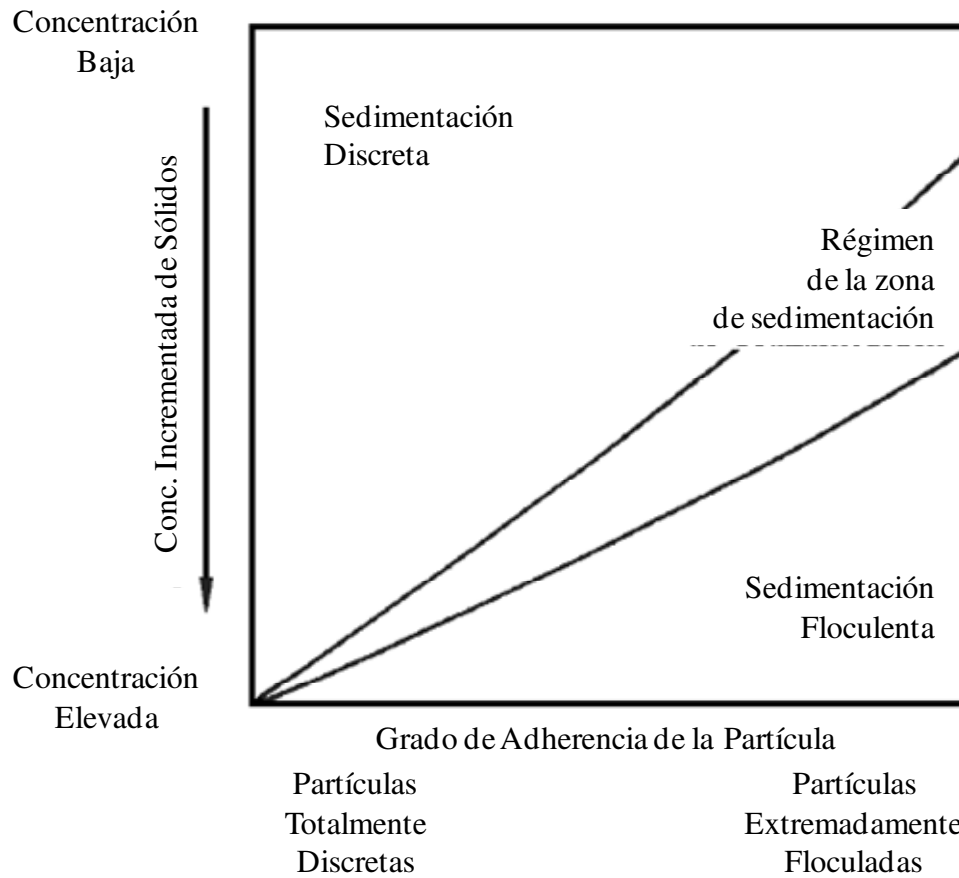 Concentración
Baja
Conc. Incrementada de Sólidos
Sedimentación
Discreta
Régimen
de la zona
de sedimentación
Sedimentación
Floculenta
Concentración
Elevada
Grado de Adherencia de la Partícula
Partículas
Totalmente
Discretas
Partículas
Extremadamente
Floculadas